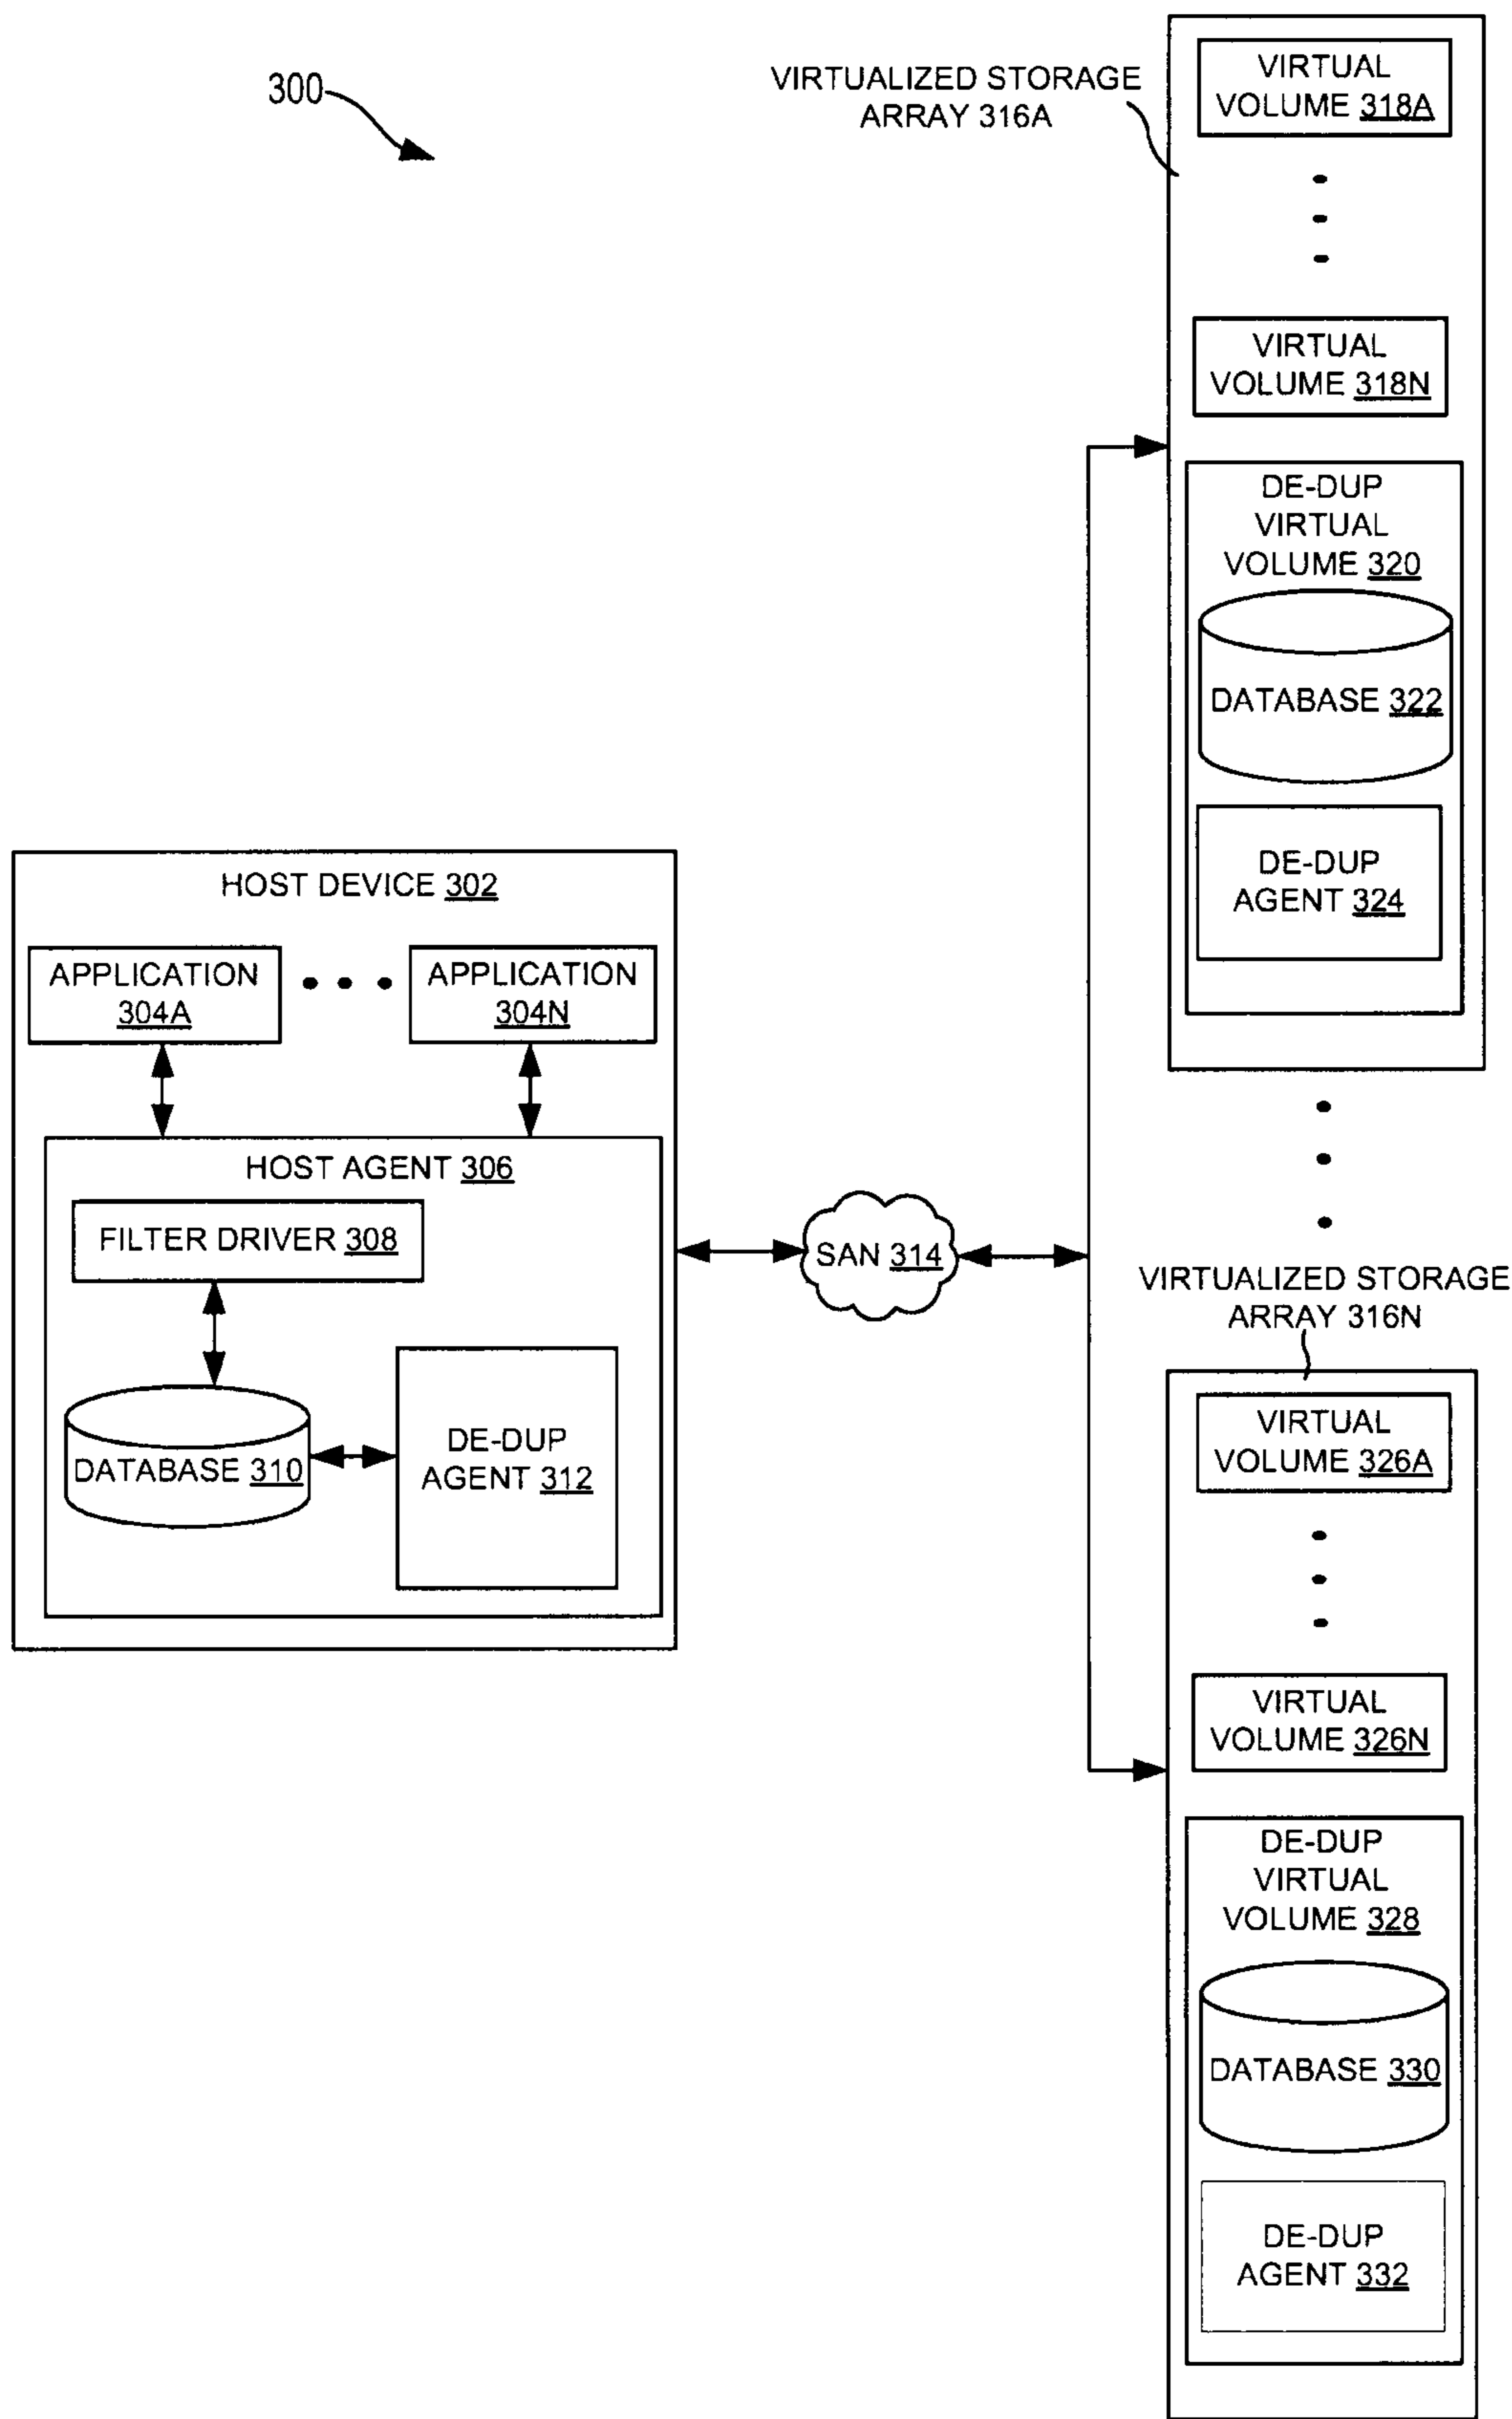 300
VIRTUALIZED STORAGE
ARRAY 316A
VIRTUAL
VOLUME 318A
VIRTUAL
VOLUME 318N
DE-DUP
VIRTUAL
VOLUME 320
DATABASE 322
DE-DUP
AGENT 324
HOST DEVICE 302
APPLICATION
304A
APPLICATION
304N
HOST AGENT 306
FILTER DRIVER 308
DATABASE 310
DE-DUP
AGENT 312
SAN 314
VIRTUALIZED STORAGE
ARRAY 316N
VIRTUAL
VOLUME 326A
VIRTUAL
VOLUME 326N
DE-DUP
VIRTUAL
VOLUME 328
DATABASE 330
DE-DUP
AGENT 332